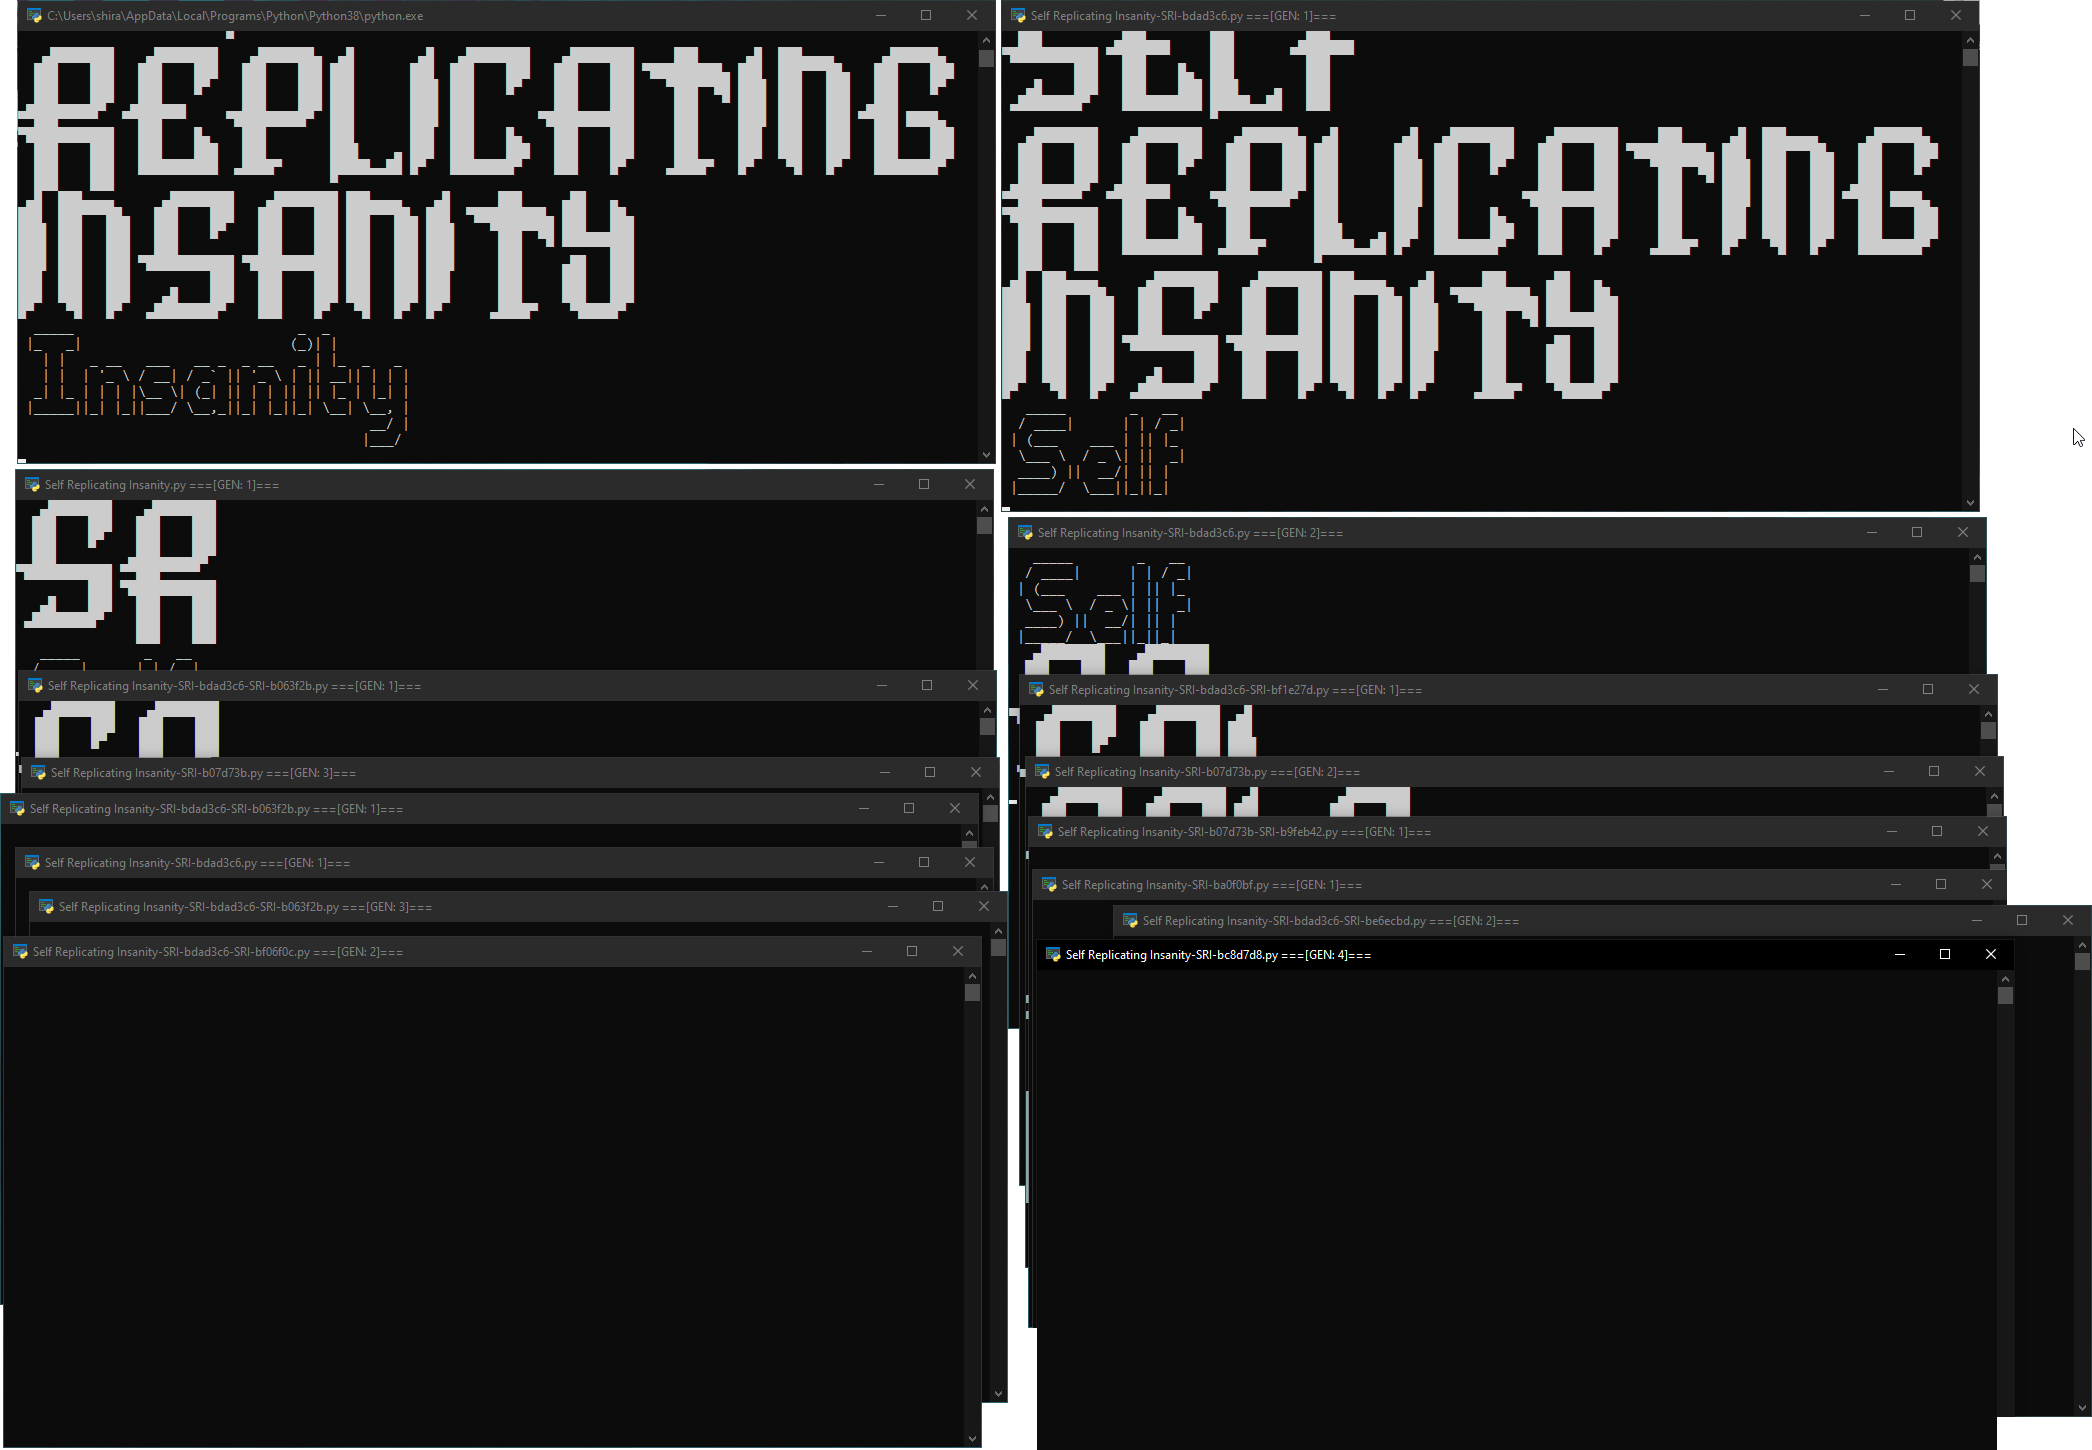 C:\Users\shira\AppData\Local\Programs\Python\Python38\python.exe
REPLICATING
INSANITY
Insanity
Self Replicating Insanity.py ===[GEN: 1]===
SR
Self Replicating Insanity-SRI-bdad3c6-SRI-b063f2b.py ===[GEN: 1]===
Self Replicating Insanity-SRI-b07d73b.py ===[GEN: 3]===
Self Replicating Insanity-SRI-bdad3c6-SRI-b063f2b.py ===[GEN: 1]===
Self Replicating Insanity-SRI-bdad3c6.py ===[GEN: 1]===
Self Replicating Insanity-SRI-bdad3c6-SRI-b063f2b.py ===[GEN: 3]===
Self Replicating Insanity-SRI-bdad3c6-SRI-bf06f0c.py ===[GEN: 2]===
Self Replicating Insanity-SRI-bdad3c6.py ===[GEN: 1]===
SELF
REPLICATING
INSANITY
Self
Self Replicating Insanity-SRI-bdad3c6.py ===[GEN: 2]===
Self
Self Replicating Insanity-SRI-bdad3c6-SRI-bf1e27d.py ===[GEN: 1]===
Self Replicating Insanity-SRI-b07d73b.py ===[GEN: 2]===
Self Replicating Insanity-SRI-b07d73b-SRI-b9feb42.py ===[GEN: 1]===
Self Replicating Insanity-SRI-ba0f0bf.py ===[GEN: 1]===
Self Replicating Insanity-SRI-bdad3c6-SRI-be6ecbd.py ===[GEN: 2]===
Self Replicating Insanity-SRI-bc8d7d8.py ===[GEN: 4]===